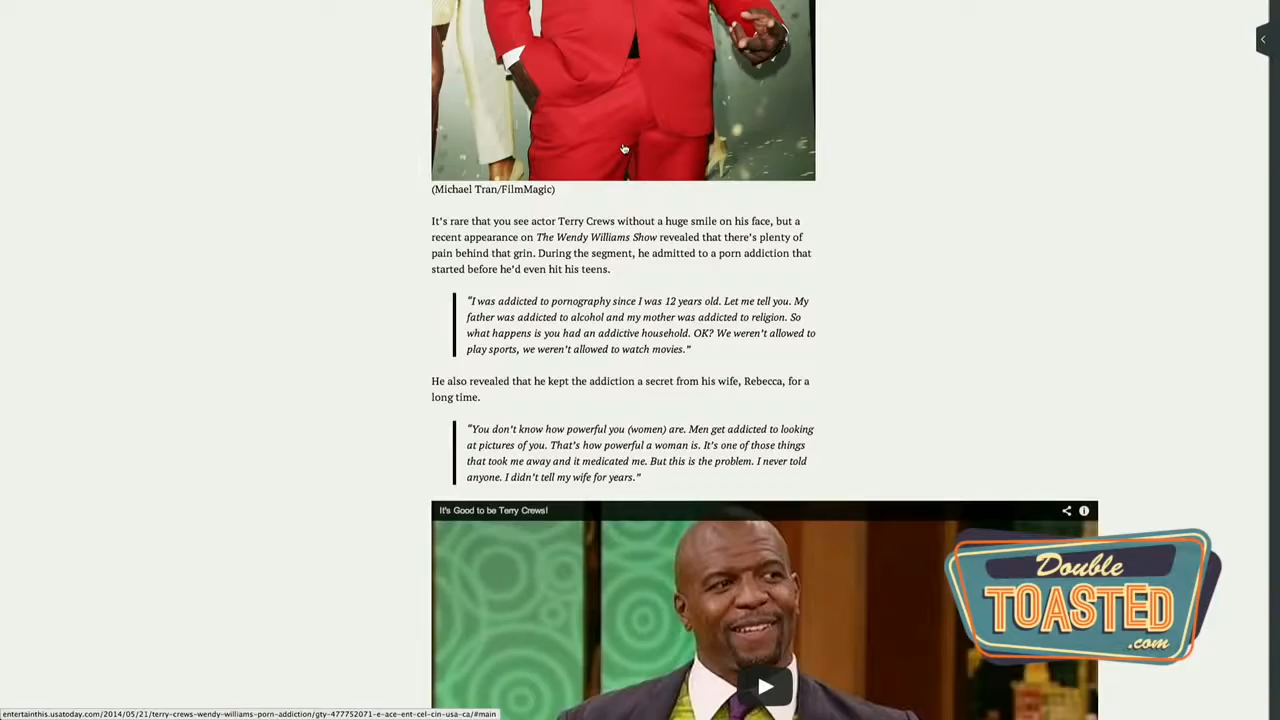 (Michael Tran/FilmMagic)
It's rare that you see actor Terry Crews without a huge smile on his face, but a
recent appearance on The Wendy Williams Show revealed that there's plenty of
pain behind that grin. During the segment, he admitted to a porn addiction that
started before he'd even hit his teens.
"I was addicted to pornography since I was 12 years old. Let me tell you. My
father was addicted to alcohol and my mother was addicted to religion. So
what happens is you had an addictive household. OK? We weren't allowed to
play sports, we weren't allowed to watch movies."
He also revealed that he kept the addiction a secret from his wife, Rebecca, for a
long time.
"You don't know how powerful you (women) are. Men get addicted to looking
at pictures of you. That's how powerful a woman is. It's one of those things
that took me away and it medicated me. But this is the problem. I never told
anyone. I didn't tell my wife for years."
It's Good to be Terry Crews!
Double
TOASTED
.com
entertainthis.usatoday.com/2014/05/21/terry-crews-wendy-williams-porn-addiction/gty-477752071-e-ace-ent-cel-cin-usa-ca/#main